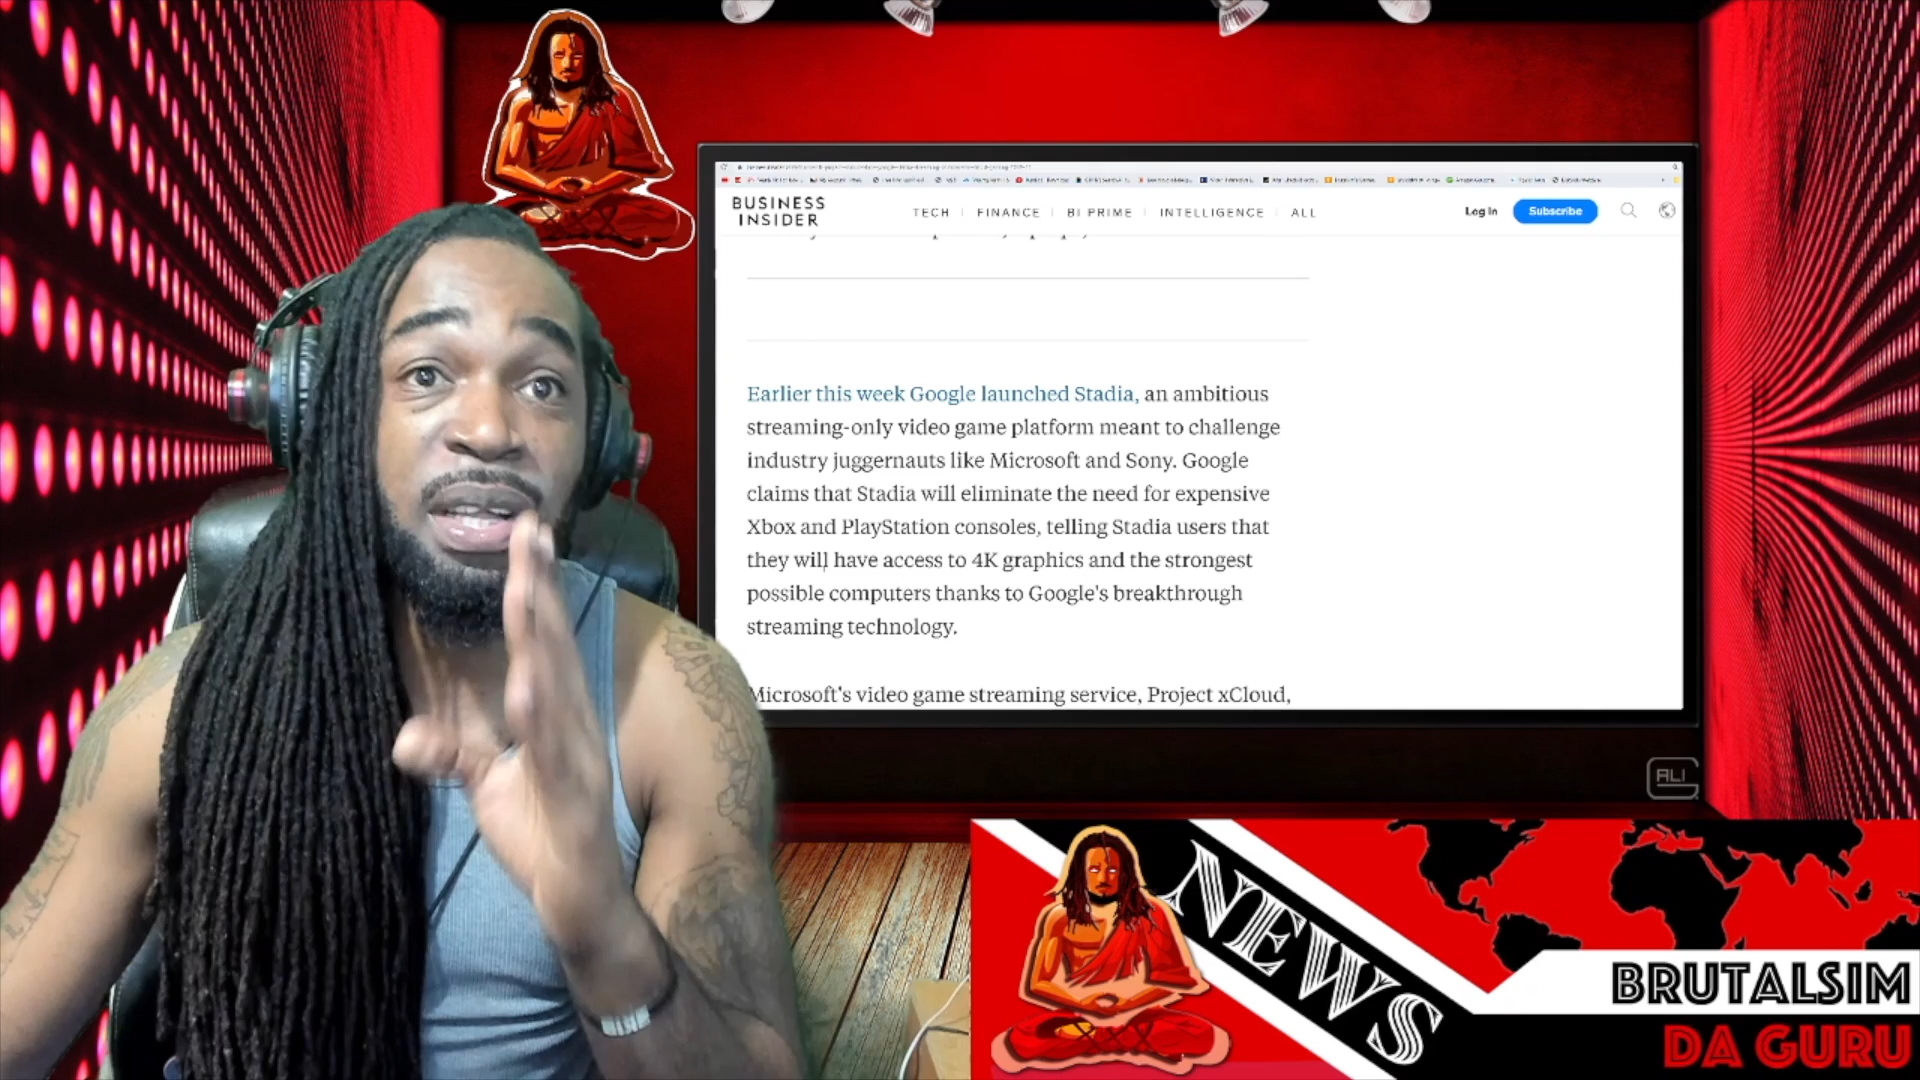 BUSINESS
INSIDER
TECH
FINANCE
BI PRIME
INTELLIGENCE
ALL
Log In
Subscribe
Earlier this week Google launched Stadia, an ambitious
streaming-only video game platform meant to challenge
industry juggernauts like Microsoft and Sony. Google
claims that Stadia will eliminate the need for expensive
Xbox and PlayStation consoles, telling Stadia users that
they will have access to 4K graphics and the strongest
possible computers thanks to Google's breakthrough
streaming technology.
Microsoft's video game streaming service, Project xCloud,
ALI
NEWS
BRUTALSIM
DA GURU